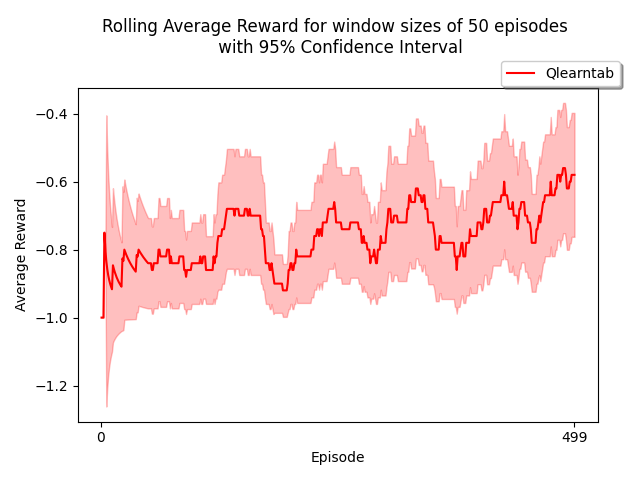 Rolling Average Reward for window sizes of 50 episodes
with 95% Confidence Interval
Qlearntab
−0.4
−0.6
−0.8
−1.0
−1.2
Average Reward
0
499
Episode